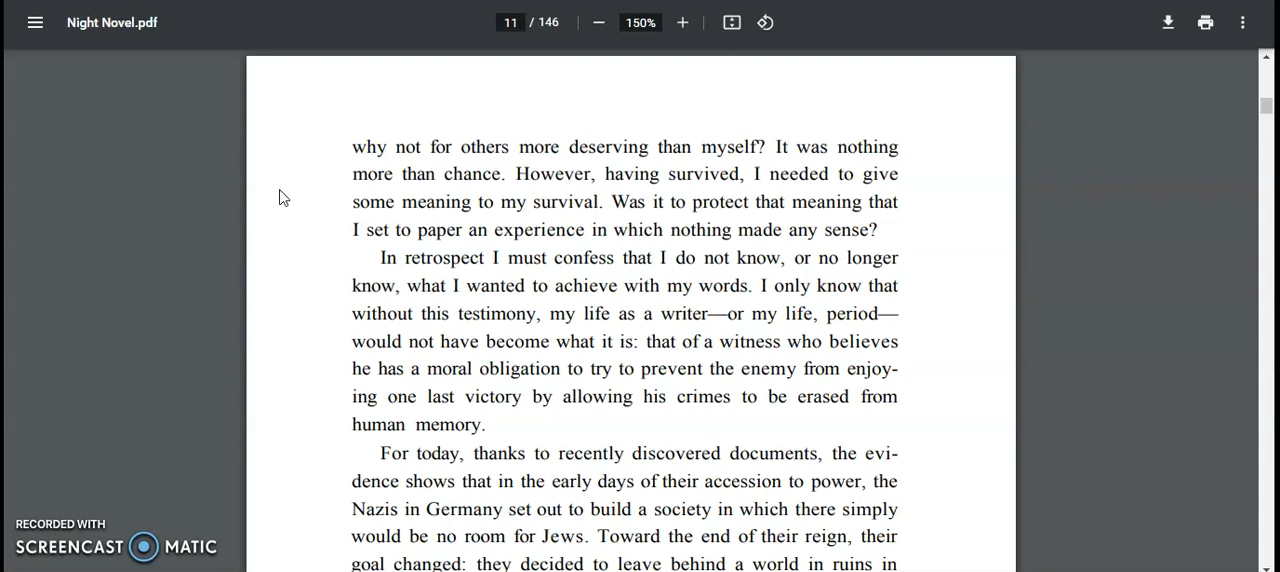 Night Novel.pdf
11 / 146
150%
why not for others more deserving than myself? It was nothing
more than chance. However, having survived, I needed to give
some meaning to my survival. Was it to protect that meaning that
I set to paper an experience in which nothing made any sense?
In retrospect I must confess that I do not know, or no longer
know, what I wanted to achieve with my words. I only know that
without this testimony, my life as a writer—or my life, period—
would not have become what it is: that of a witness who believes
he has a moral obligation to try to prevent the enemy from enjoy-
ing one last victory by allowing his crimes to be erased from
human memory.
For today, thanks to recently discovered documents, the evi-
dence shows that in the early days of their accession to power, the
Nazis in Germany set out to build a society in which there simply
would be no room for Jews. Toward the end of their reign, their
goal changed: they decided to leave behind a world in ruins in
RECORDED WITH
SCREENCAST MATIC